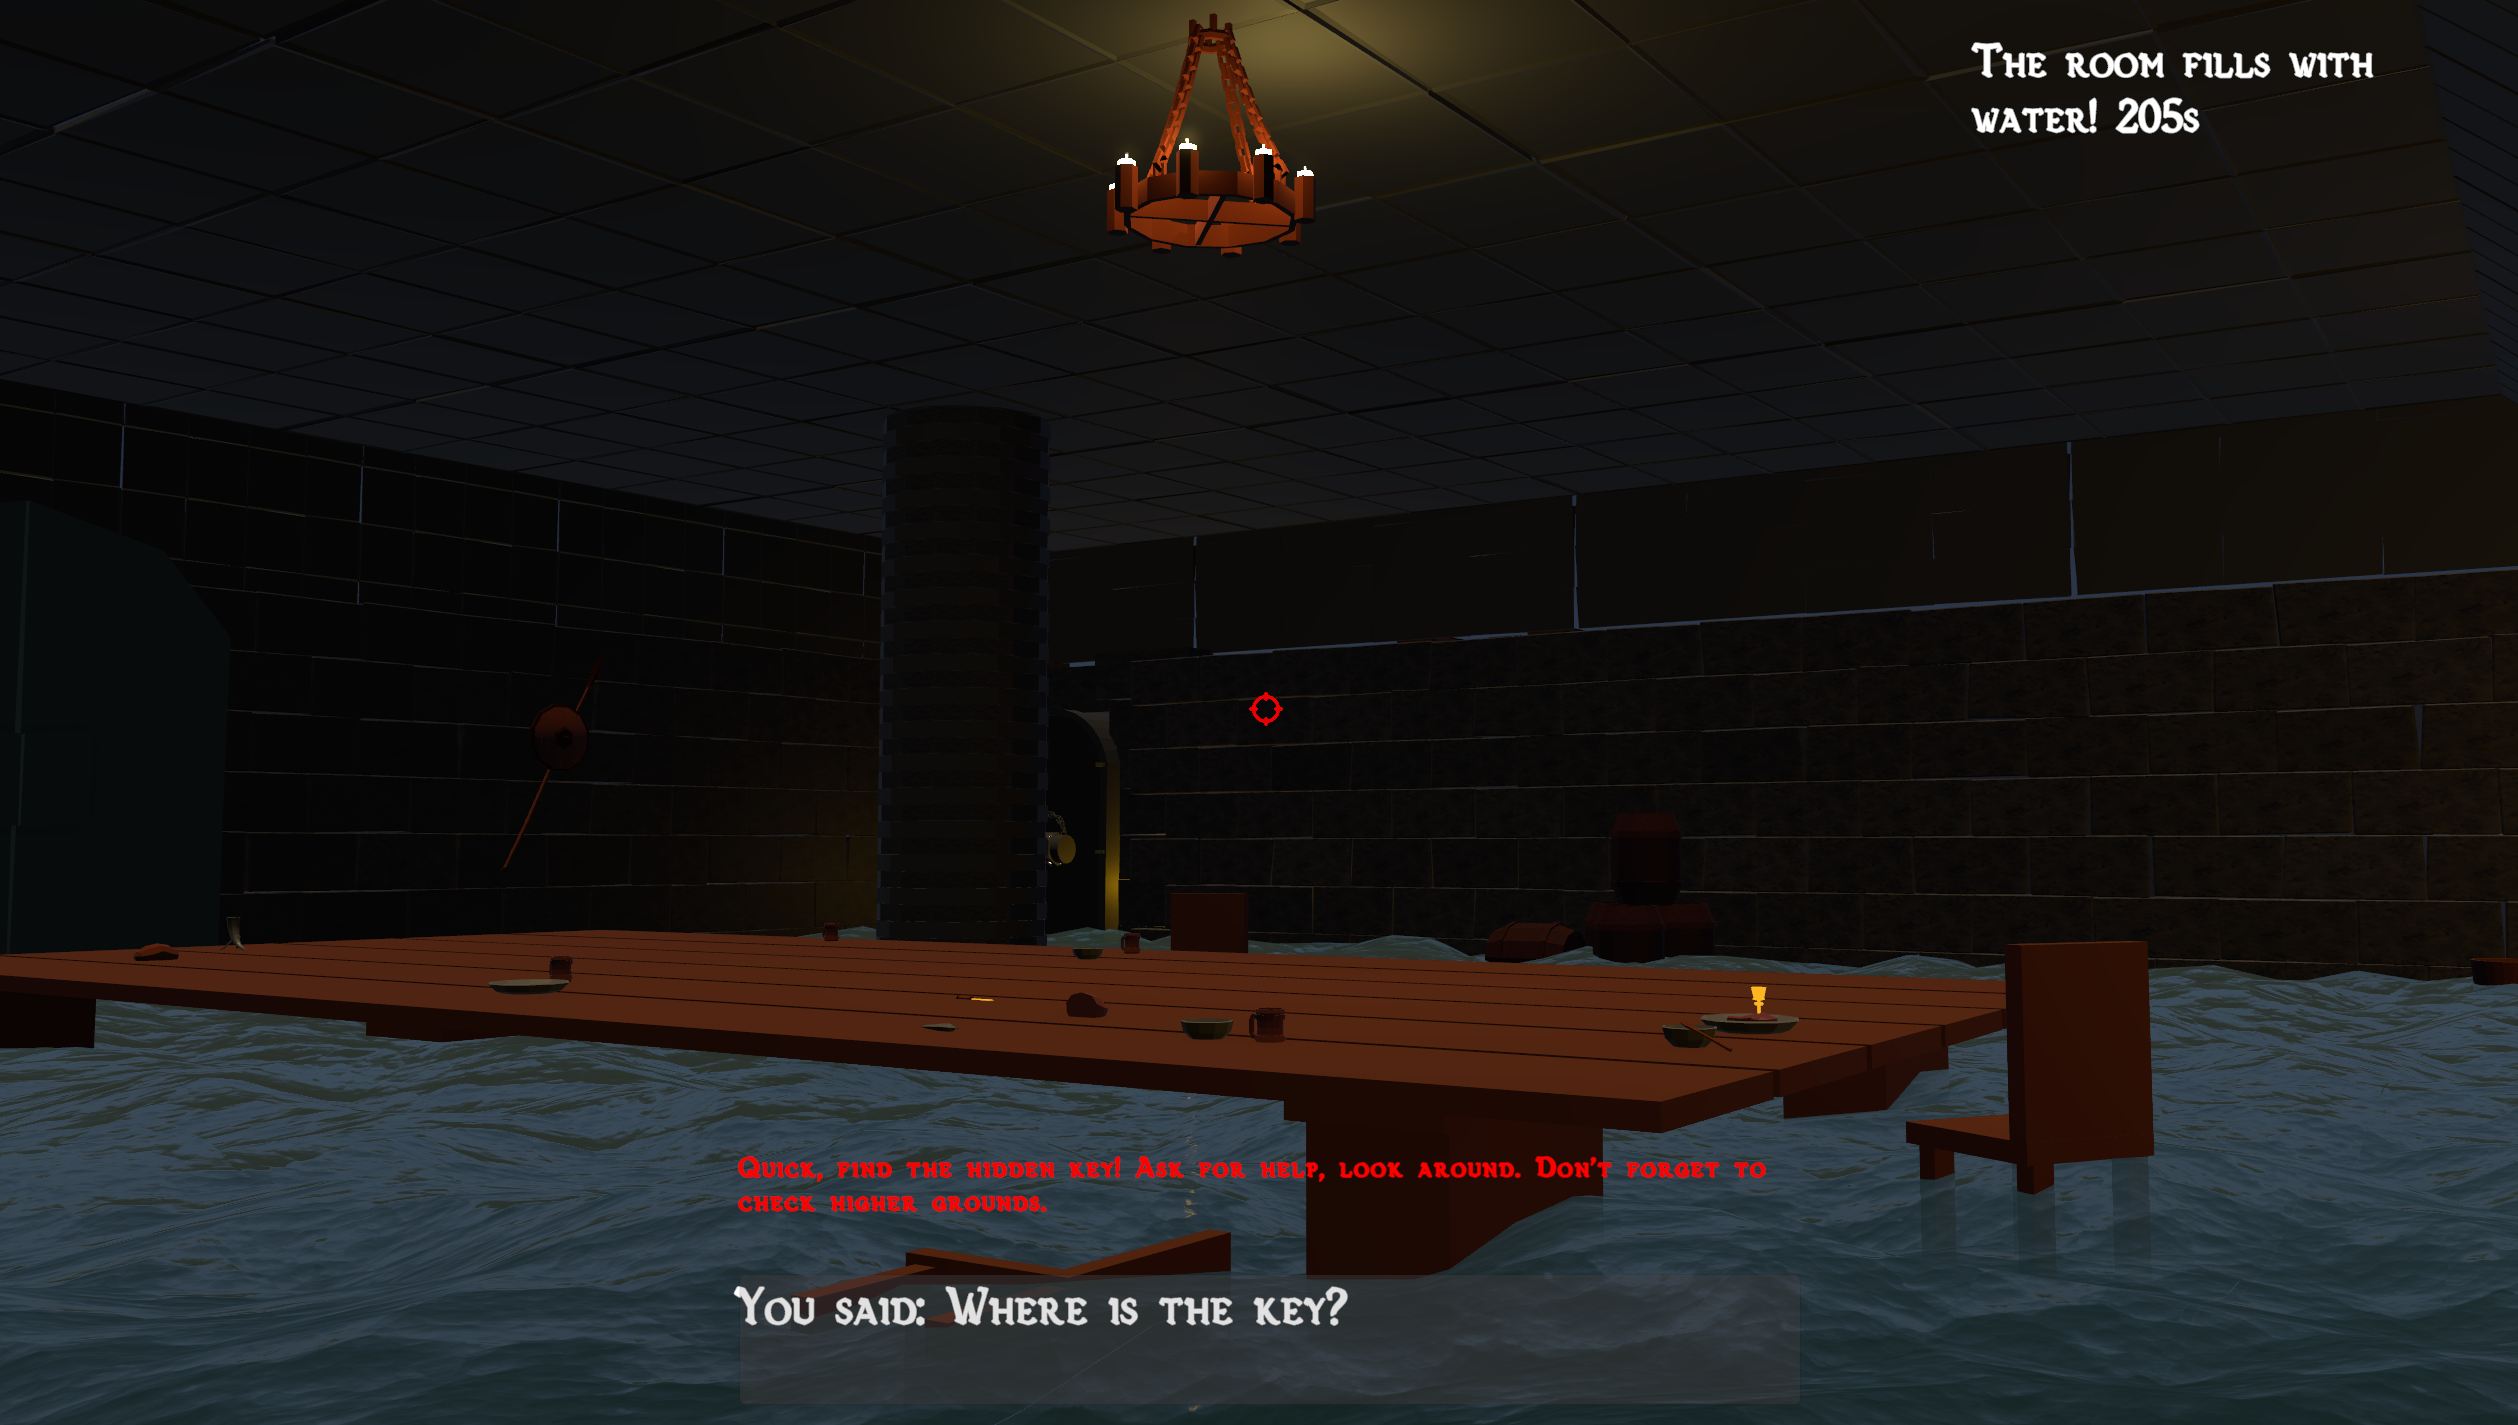 The room fills with
water! 205s
Quick, find the hidden key! Ask for help, look around. Don't forget to
check higher grounds.
You said: Where is the key?